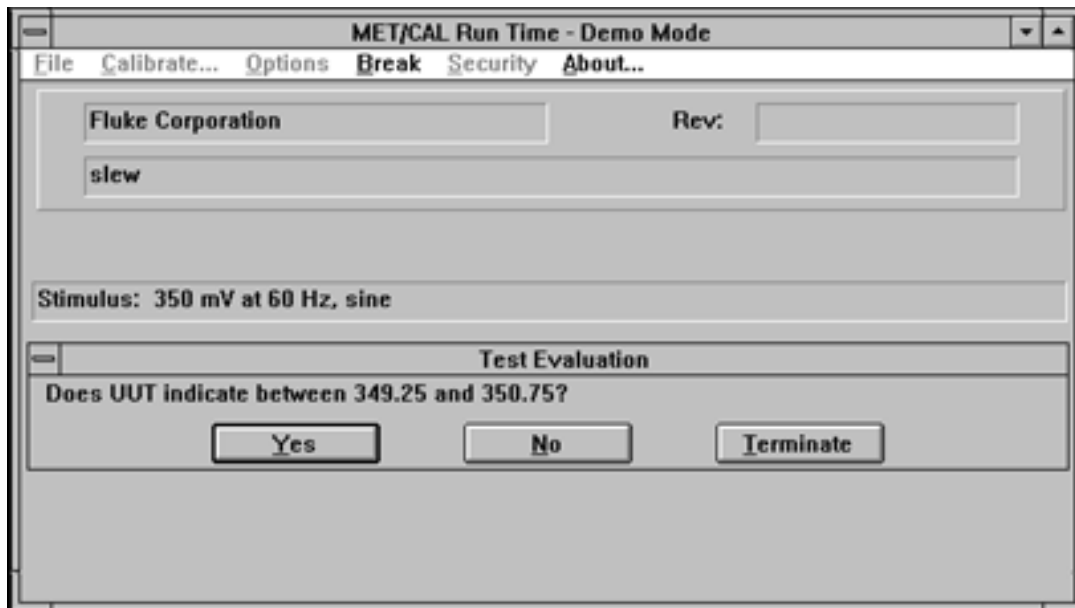 MET/CAL Run Time - Demo Mode
File Calibrate... Options Break Security About...
Fluke Corporation Rev:
slew
Stimulus: 350 mV at 60 Hz, sine
Test Evaluation
Does UUT indicate between 349.25 and 350.75?
Yes No Terminate